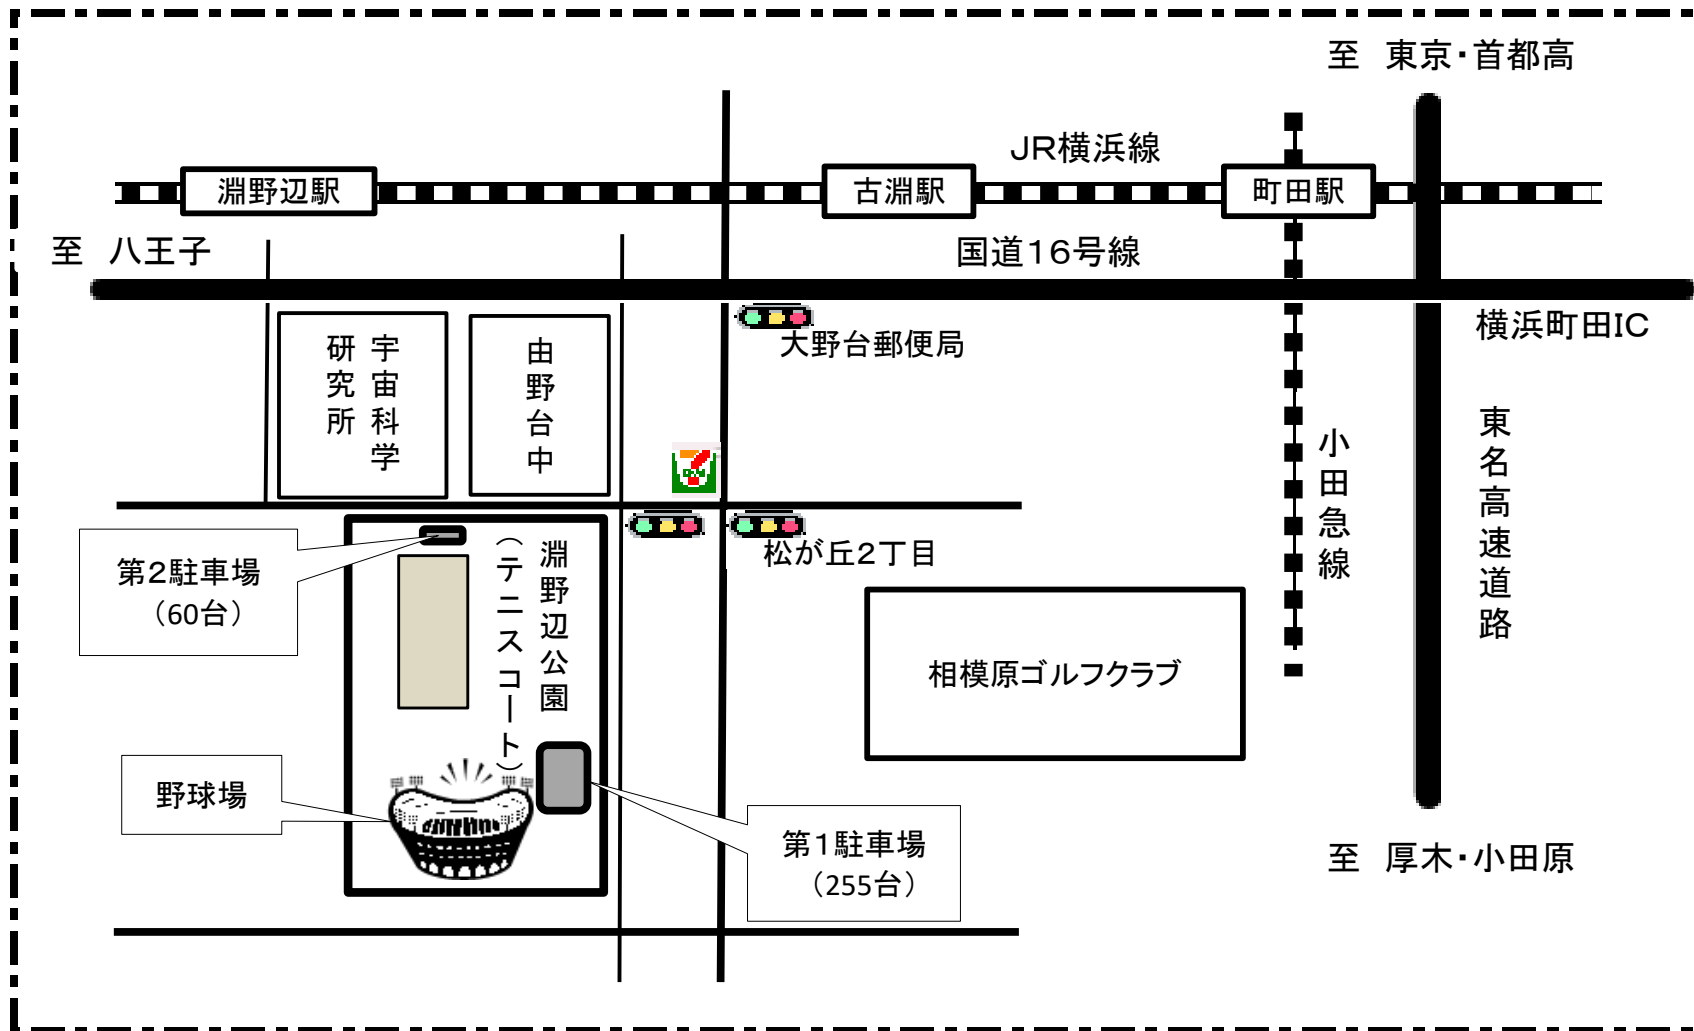 至　東京・首都高
JR横浜線
淵野辺駅
古淵駅
町田駅
至　八王子
国道16号線
横浜町田IC
大野台郵便局
宇宙科学
研究所
由野台中
小田急線
東名高速道路
松が丘2丁目
第2駐車場
（60台）
淵野辺公園
（テニスコート）
相模原ゴルフクラブ
野球場
第1駐車場
（255台）
至　厚木・小田原